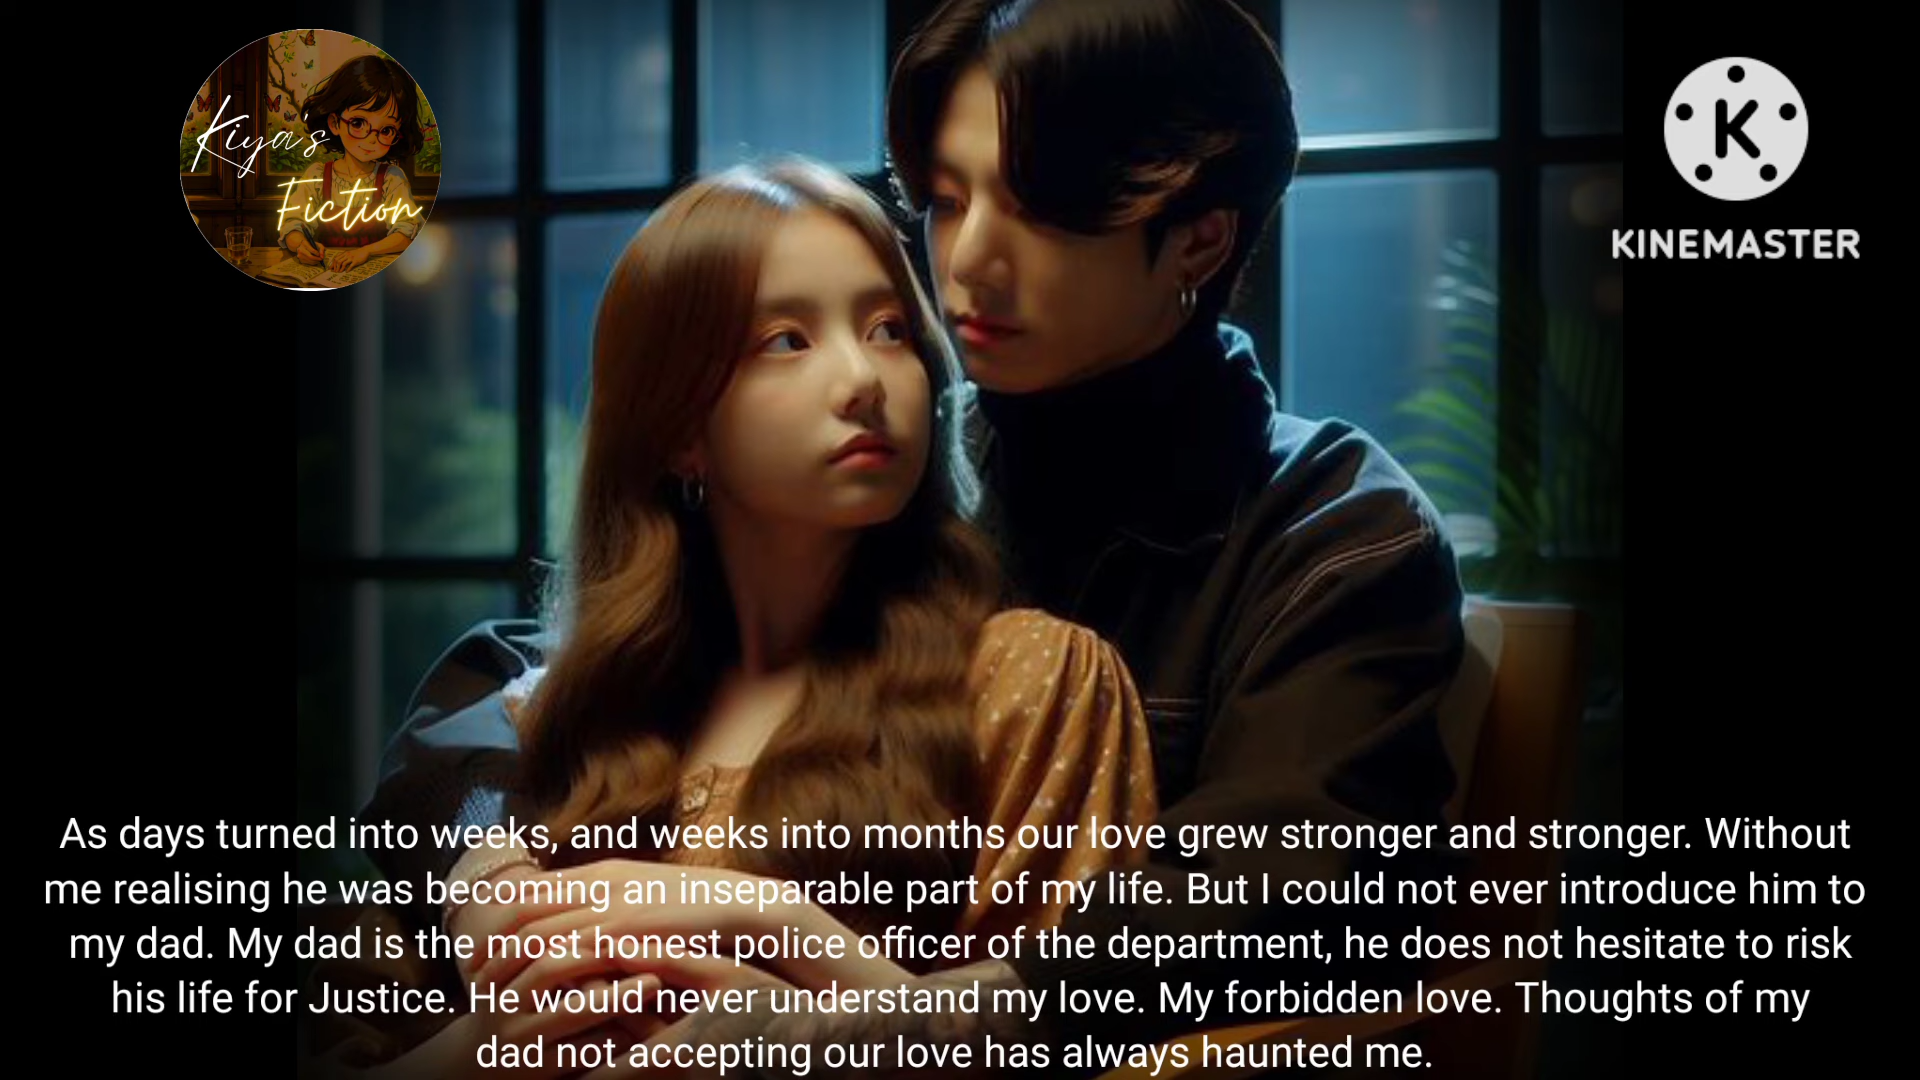 Kiya's
Fiction
K
KINEMASTER
As days turned into weeks, and weeks into months our love grew stronger and stronger. Without
me realising he was becoming an inseparable part of my life. But I could not ever introduce him to
my dad. My dad is the most honest police officer of the department, he does not hesitate to risk
his life for Justice. He would never understand my love. My forbidden love. Thoughts of my
dad not accepting our love has always haunted me.